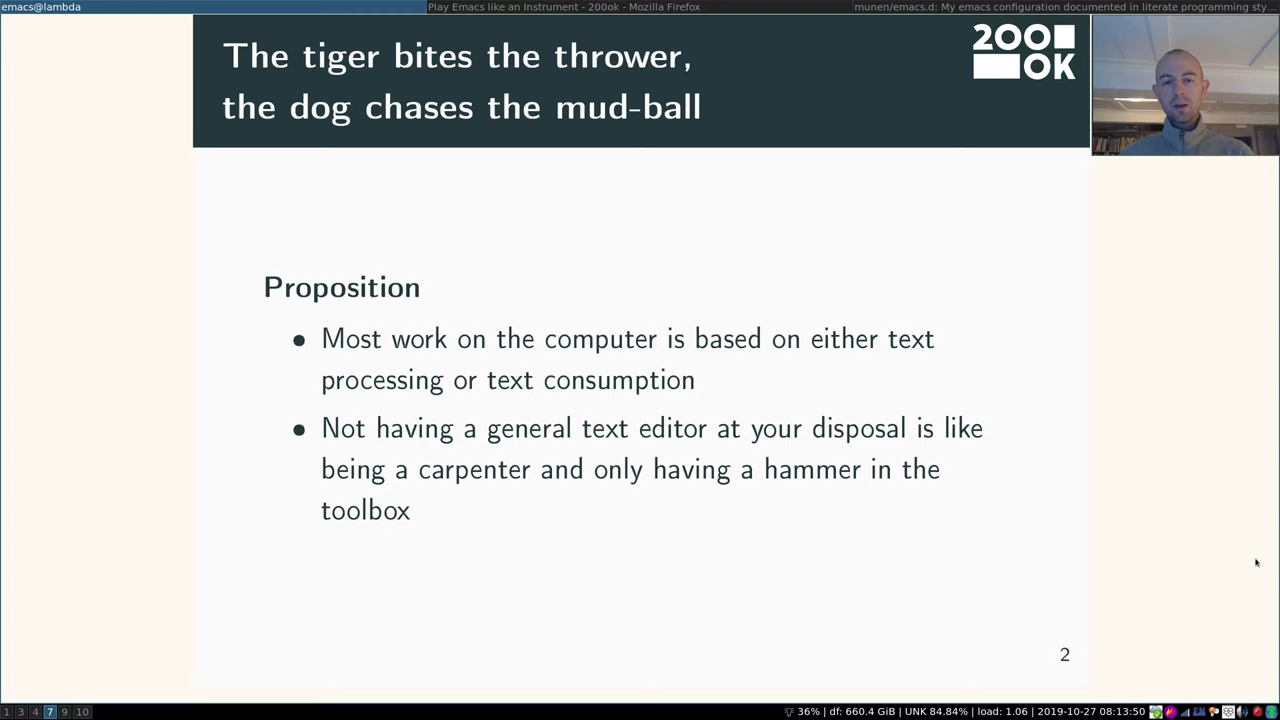 emacs@lambda
Play Emacs like an Instrument - 200ok - Mozilla Firefox
munen/emacs.d: My emacs configuration documented in literate programming sty...
The tiger bites the thrower,
the dog chases the mud-ball
200
OK
Proposition
• Most work on the computer is based on either text
processing or text consumption
• Not having a general text editor at your disposal is like
being a carpenter and only having a hammer in the
toolbox
2
1 3 4 7 9 10
36% | df: 660.4 GiB | UNK 84.84% | load: 1.06 | 2019-10-27 08:13:50